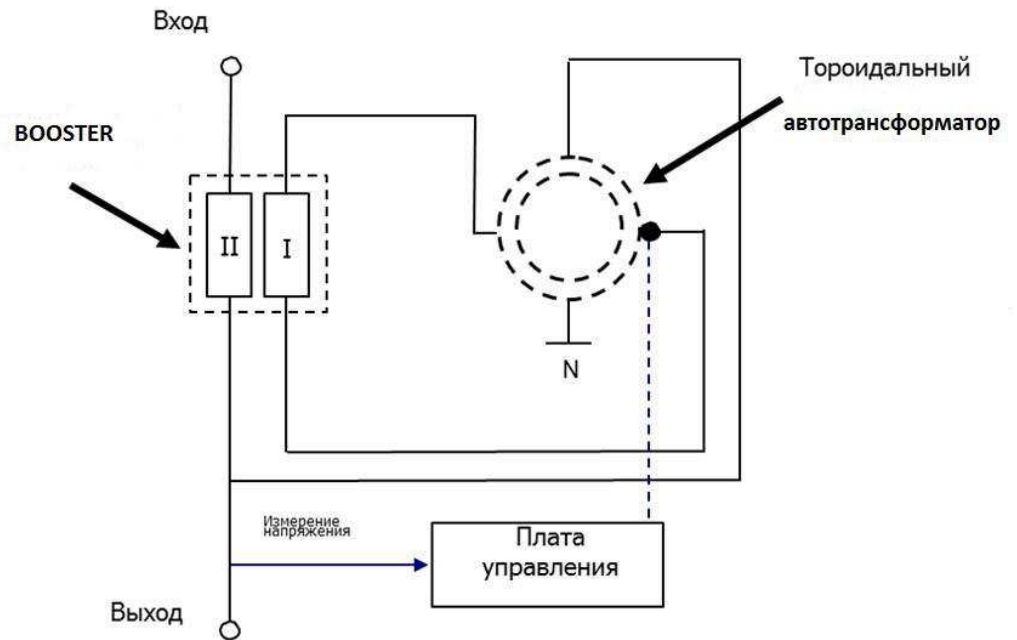 Вход
Тороидальный
автотрансформатор
BOOSTER
II
I
N
Измерение
напряжения
Плата
управления
Выход